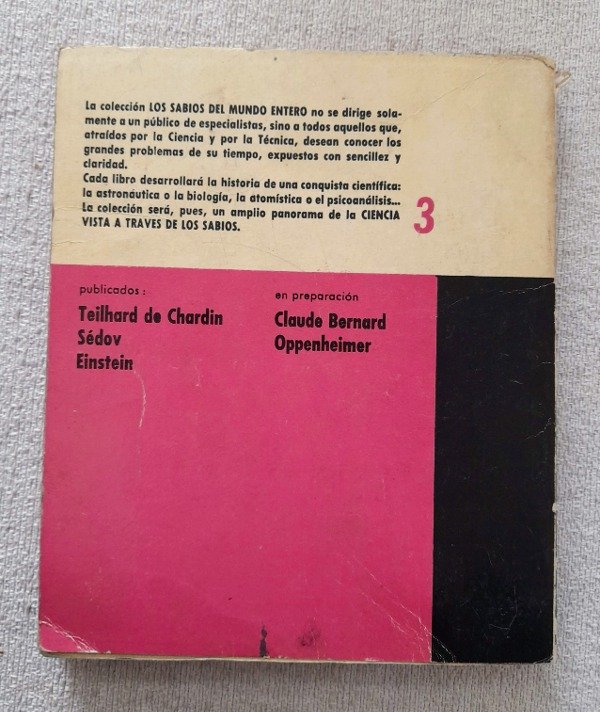 La colección LOS SABIOS DEL MUNDO ENTERO no se dirige sola-
mente a un público de especialistas, sino a todos aquellos que,
atraídos por la Ciencia y por la Técnica, desean conocer los
grandes problemas de su tiempo, expuestos con sencillez y
claridad.
Cada libro desarrollará la historia de una conquista científica:
la astronáutica o la biología, la atomística o el psicoanálisis...
La colección será, pues, un amplio panorama de la CIENCIA
VISTA A TRAVES DE LOS SABIOS.
3
publicados:
Teilhard de Chardin
Sédov
Einstein
en preparación
Claude Bernard
Oppenheimer